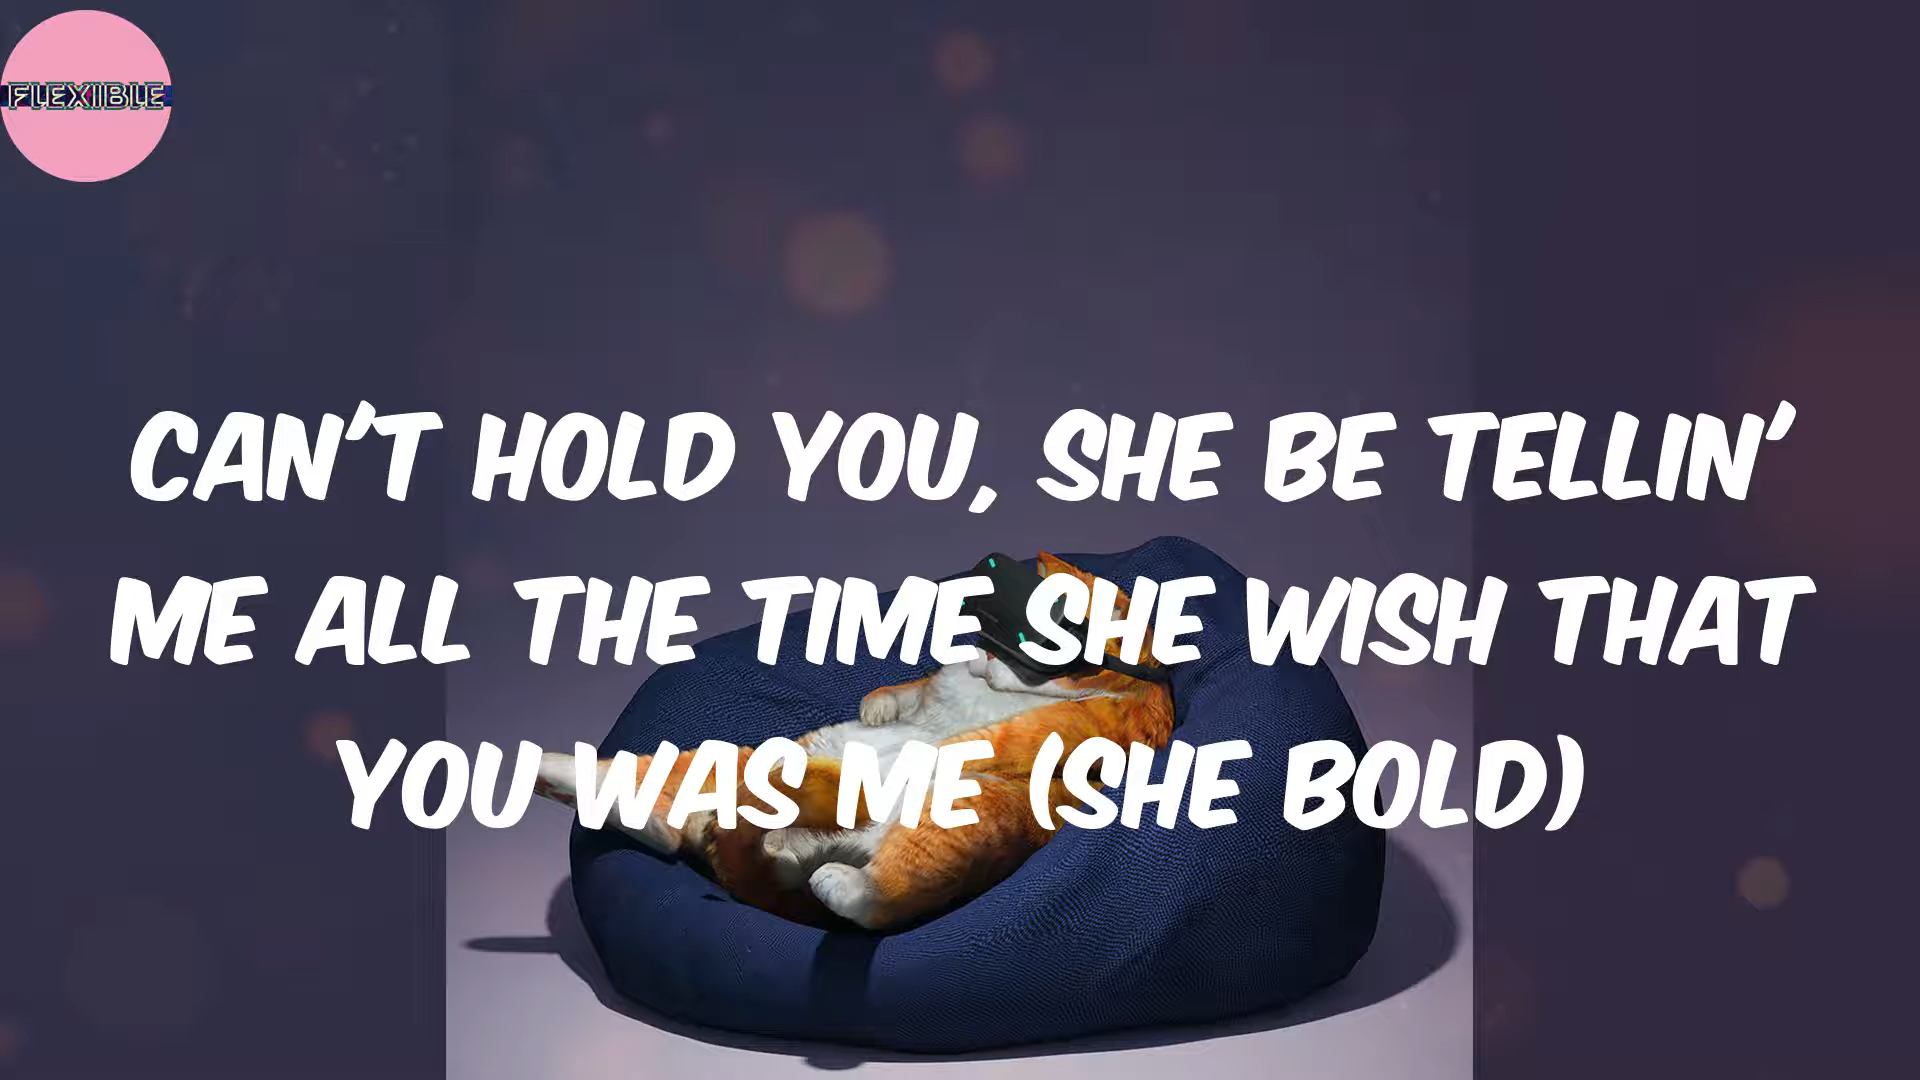 FLEXIBLE
CAN'T HOLD YOU, SHE BE TELLIN'
ME ALL THE TIME SHE WISH THAT
YOU WAS ME (SHE BOLD)